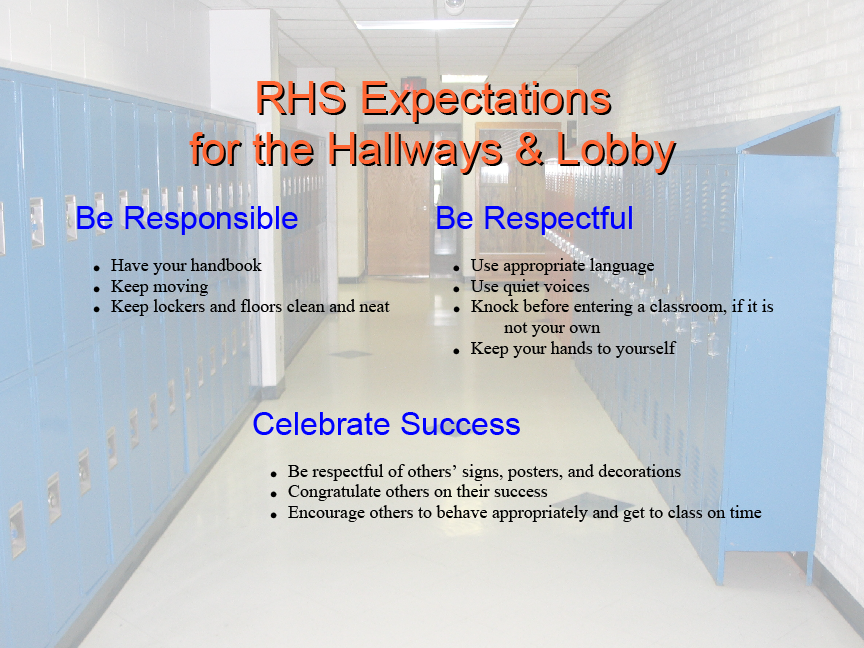 RHS Expectations
for the Hallways & Lobby
Be Responsible
• Have your handbook
• Keep moving
• Keep lockers and floors clean and neat
Be Respectful
• Use appropriate language
• Use quiet voices
• Knock before entering a classroom, if it is
not your own
• Keep your hands to yourself
Celebrate Success
• Be respectful of others’ signs, posters, and decorations
• Congratulate others on their success
• Encourage others to behave appropriately and get to class on time